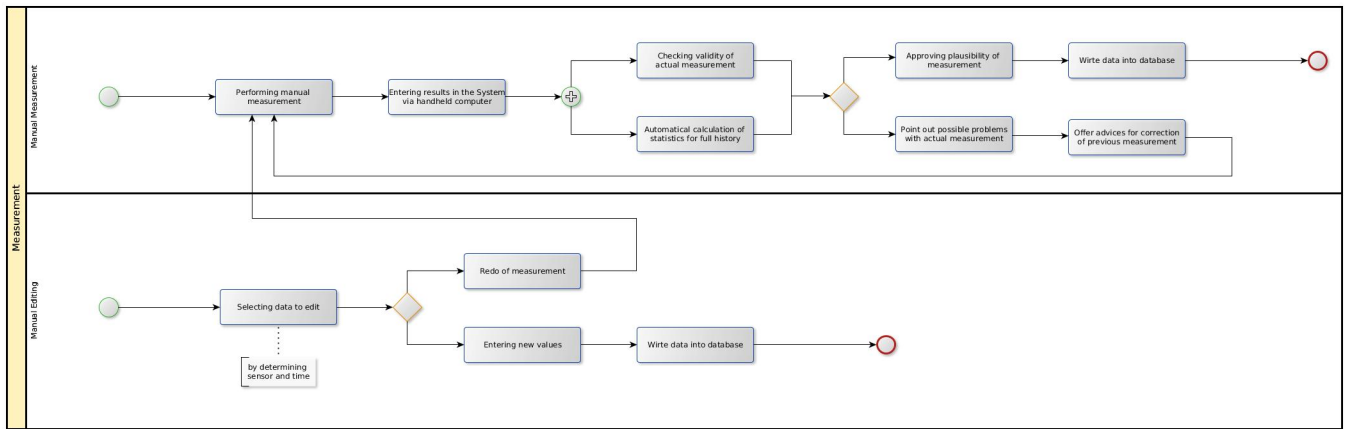 Measurement
Manual Measurement
Performing manual
measurement
Entering results in the System
via handheld computer
Checking validity of
actual measurement
Automatical calculation of
statistics for full history
Approving plausibility of
measurement
Wirte data into database
Point out possible problems
with actual measurement
Offer advices for correction
of previous measurement
Manual Editing
Selecting data to edit
by determining
sensor and time
Redo of measurement
Entering new values
Wirte data into database